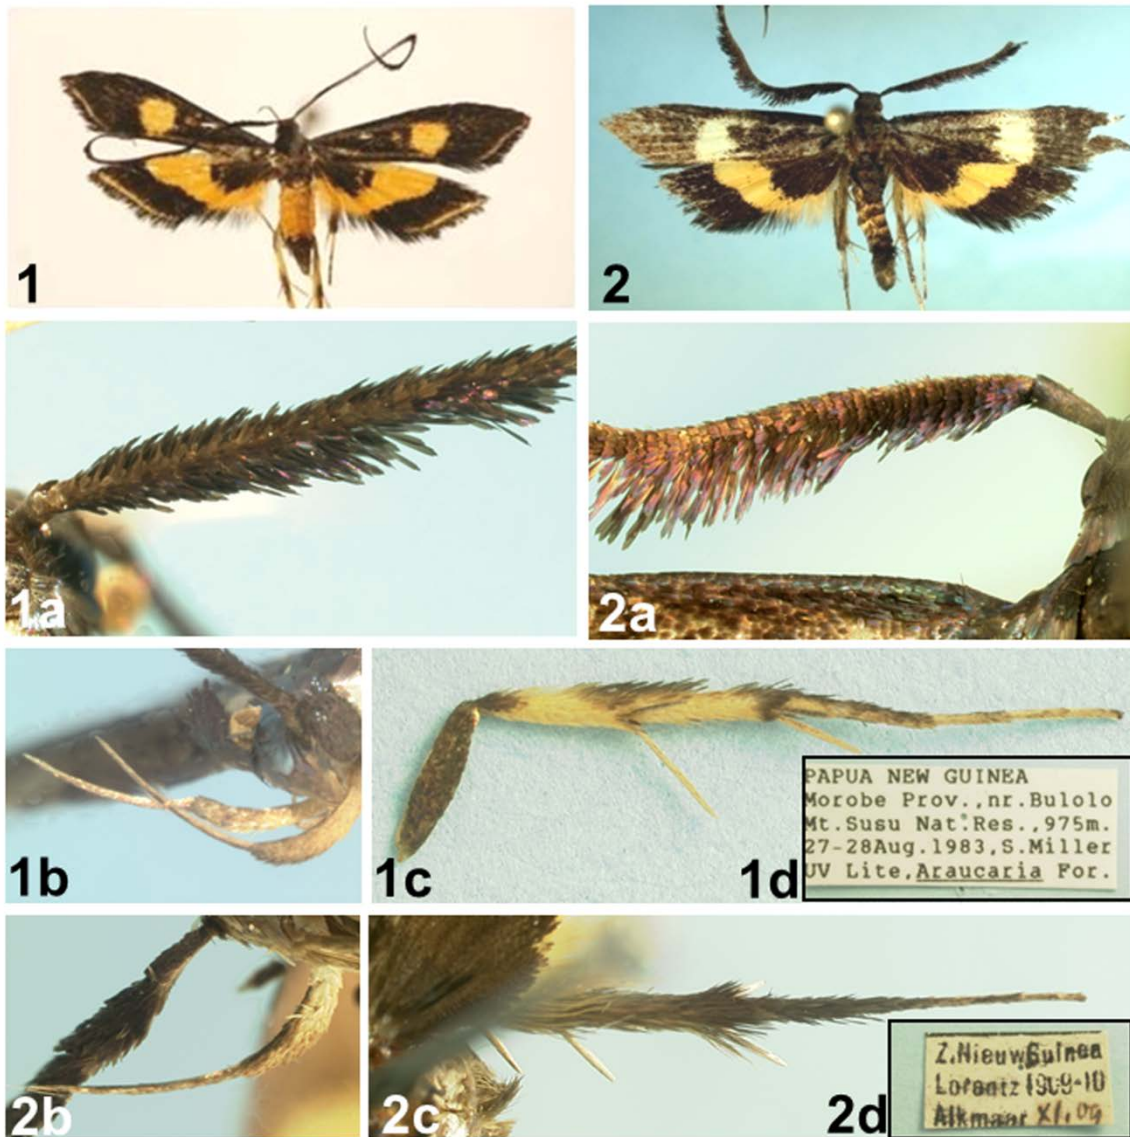 1
2
1a
2a
1b
1c
1d
PAPUA NEW GUINEA
Morobe Prov.,nr.Bulolo
Mt.Susu Nat.Res.,975m.
27-28Aug.1983,S.Miller
UV Lite,Araucaria For.
2b
2c
2d
Z.Nieuw Guinea
Lorentz 1909-10
Alkmaar XI.09